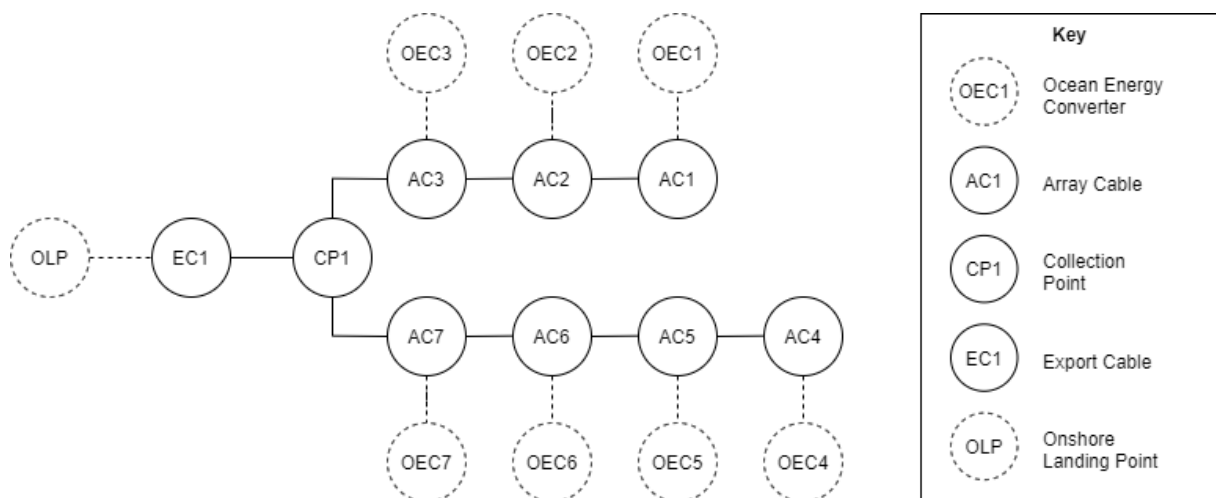 OEC3 OEC2 OEC1
AC3 AC2 AC1
OLP EC1 CP1
AC7 AC6 AC5 AC4
OEC7 OEC6 OEC5 OEC4
Key
OEC1 Ocean Energy
Converter
AC1 Array Cable
CP1 Collection
Point
EC1 Export Cable
OLP Onshore
Landing Point